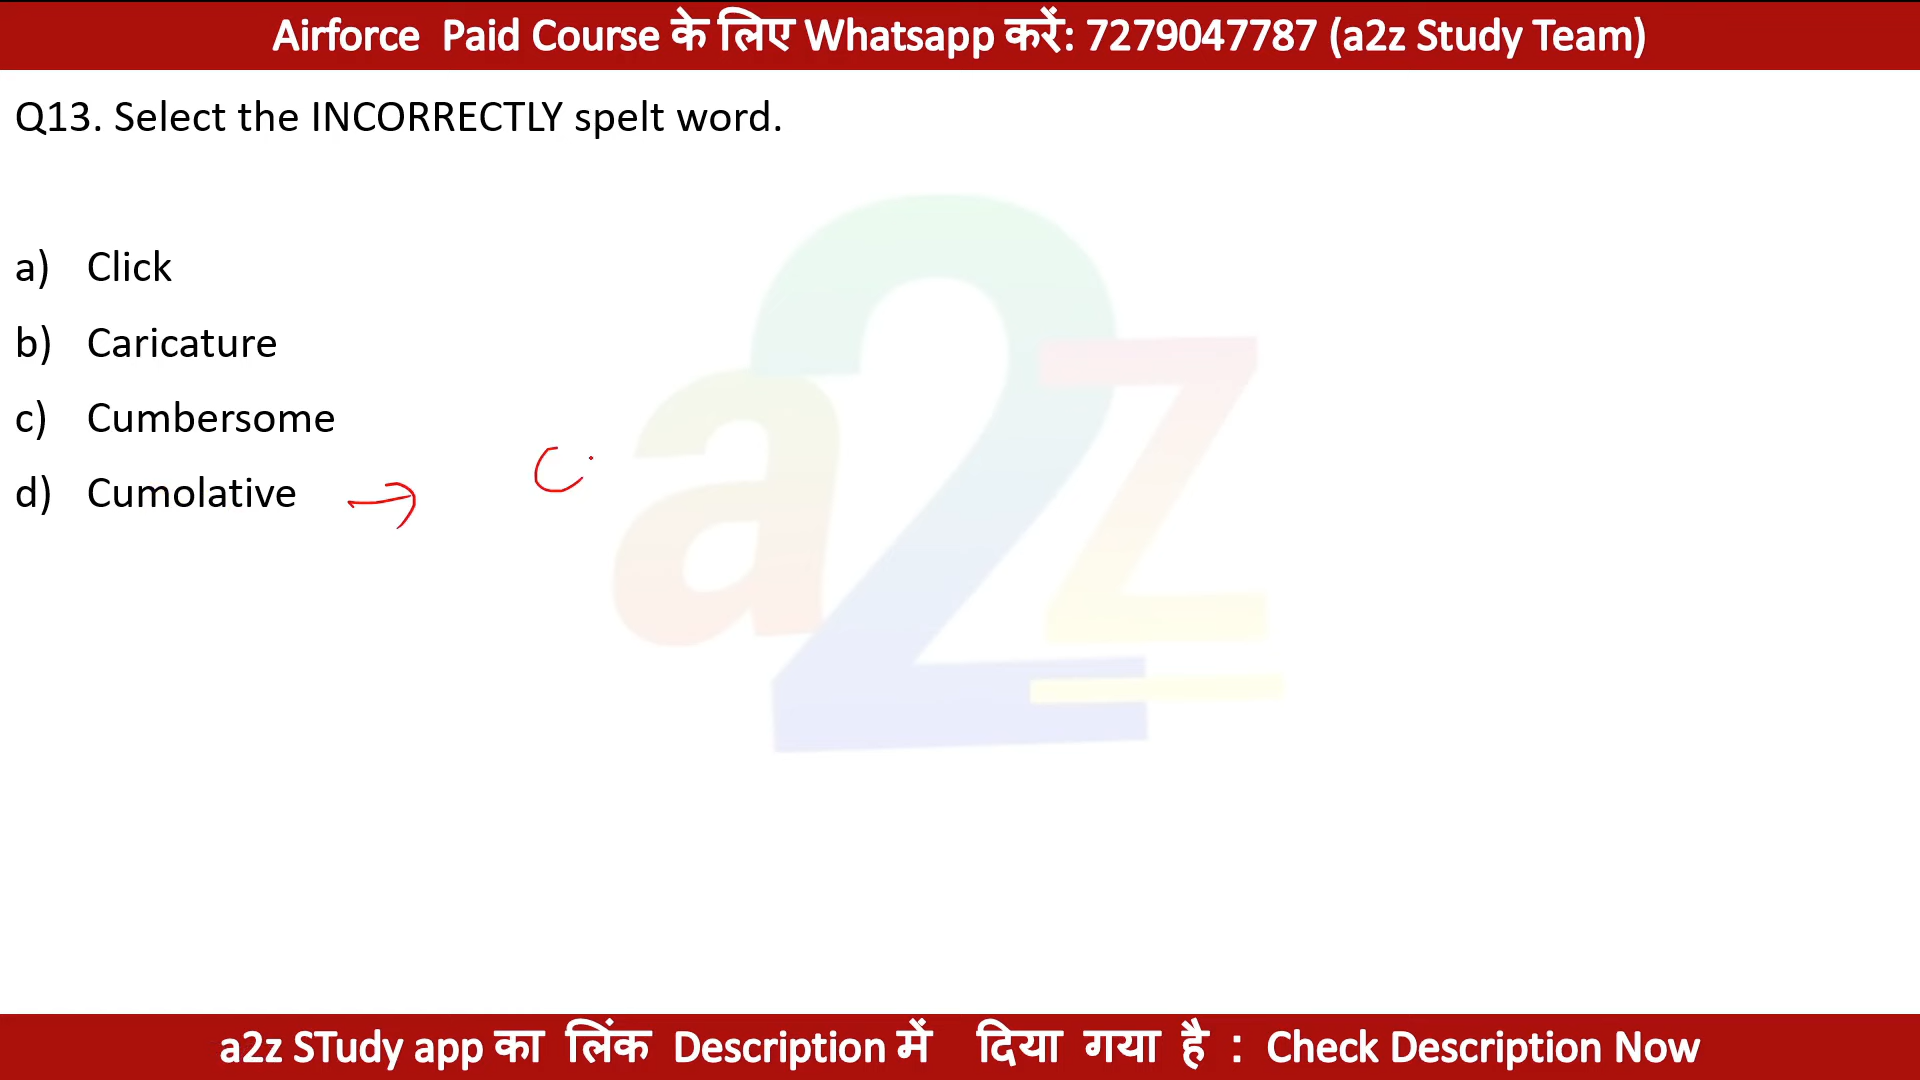 Airforce Paid Course के लिए Whatsapp करें: 7279047787 (a2z Study Team)
Q13. Select the INCORRECTLY spelt word.
a) Click
b) Caricature
c) Cumbersome
d) Cumolative → C
a2z
a2z STudy app का लिंक Description में दिया गया है : Check Description Now